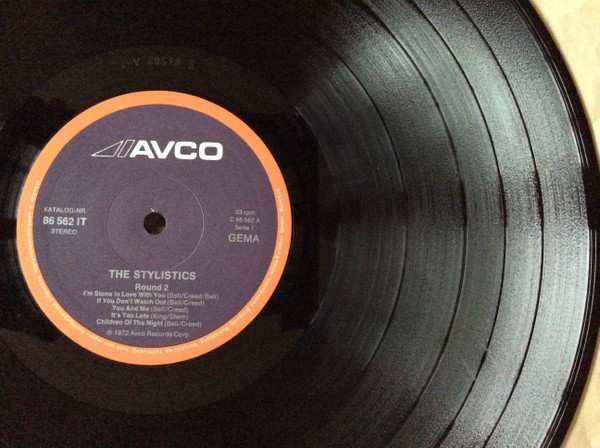 AVCO
KATALOG-NR.
86 562 IT
STEREO
33 rpm
C 86 562 A
Seite 1
GEMA
THE STYLISTICS
Round 2
I'm Stone In Love With You (Bell/Creed/Bell)
If You Don't Watch Out (Bell/Creed)
You And Me (Bell/Creed)
It's Too Late (King/Stern)
Children Of The Night (Bell/Creed)
℗ 1972 Avco Records Corp.